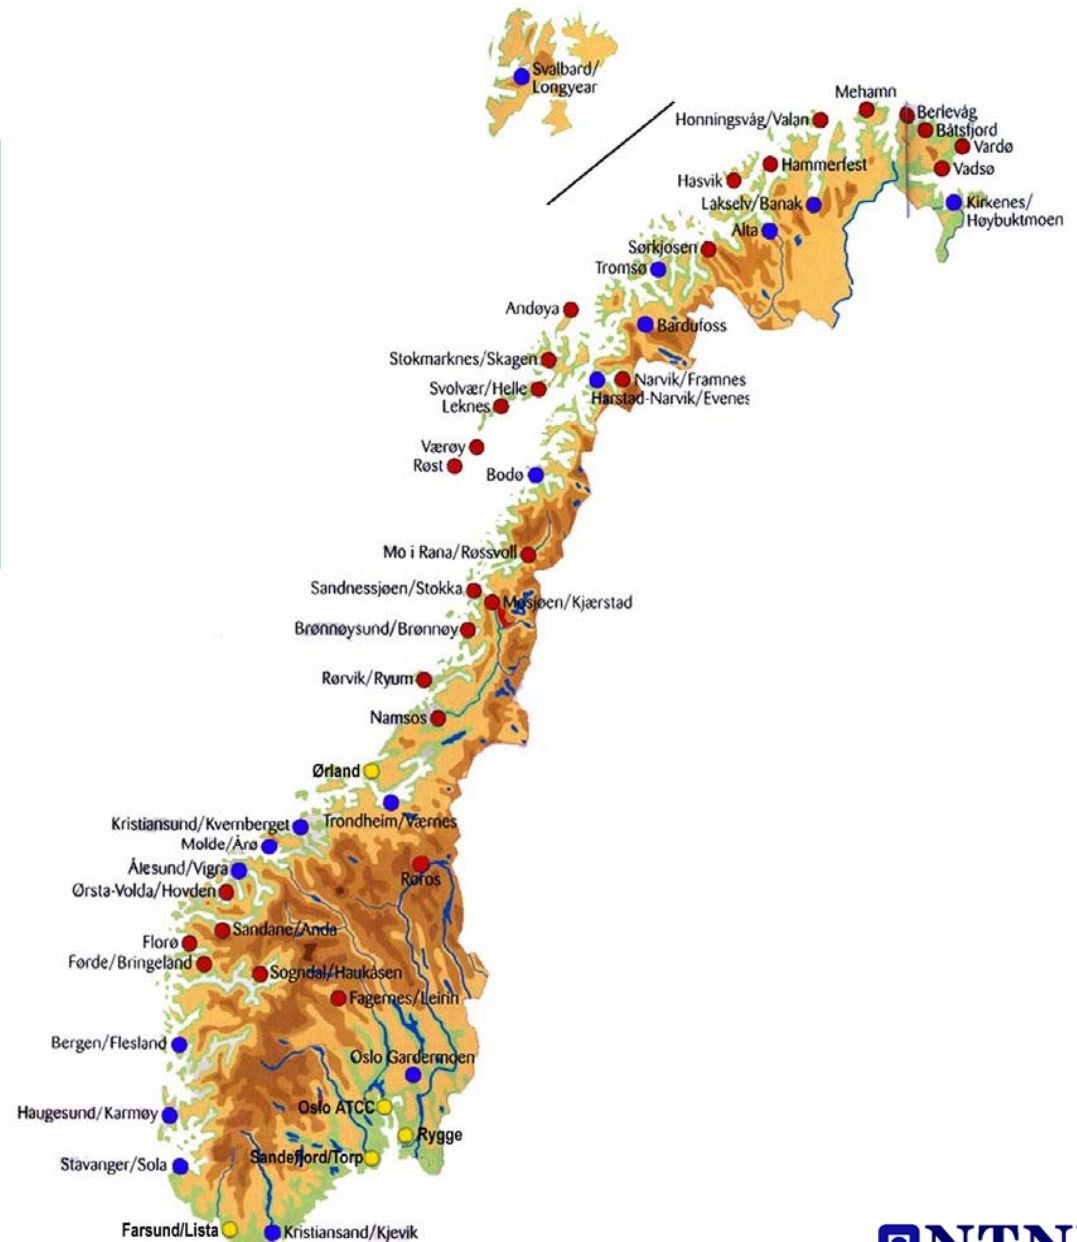 Svalbard/
Longyear
Mehamn
Honningsvåg/Valan
Berlevåg
Båtsfjord
Vardø
Hammerfest
Vadsø
Hasvik
Lakselv/Banak
Kirkenes/
Høybuktmoen
Alta
Sørkjosen
Tromsø
Andøya
Bardufoss
Stokmarknes/Skagen
Narvik/Framnes
Svolvær/Helle
Harstad-Narvik/Evenes
Leknes
Værøy
Røst
Bodø
Mo i Rana/Røssvoll
Sandnessjøen/Stokka
Mosjøen/Kjærstad
Brønnøysund/Brønnøy
Rørvik/Ryum
Namsos
Ørland
Kristiansund/Kvernberget
Trondheim/Værnes
Molde/Årø
Ålesund/Vigra
Røros
Ørsta-Volda/Hovden
Sandane/Anda
Florø
Førde/Bringeland
Sogndal/Haukåsen
Fagernes/Leirin
Bergen/Flesland
Oslo Gardermoen
Oslo ATCC
Haugesund/Karmøy
Rygge
Sandefjord/Torp
Stavanger/Sola
Farsund/Lista
Kristiansand/Kjevik